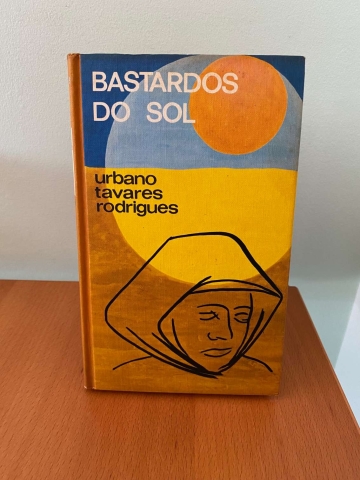 BASTARDOS
DO SOL
urbano
tavares
rodrigues